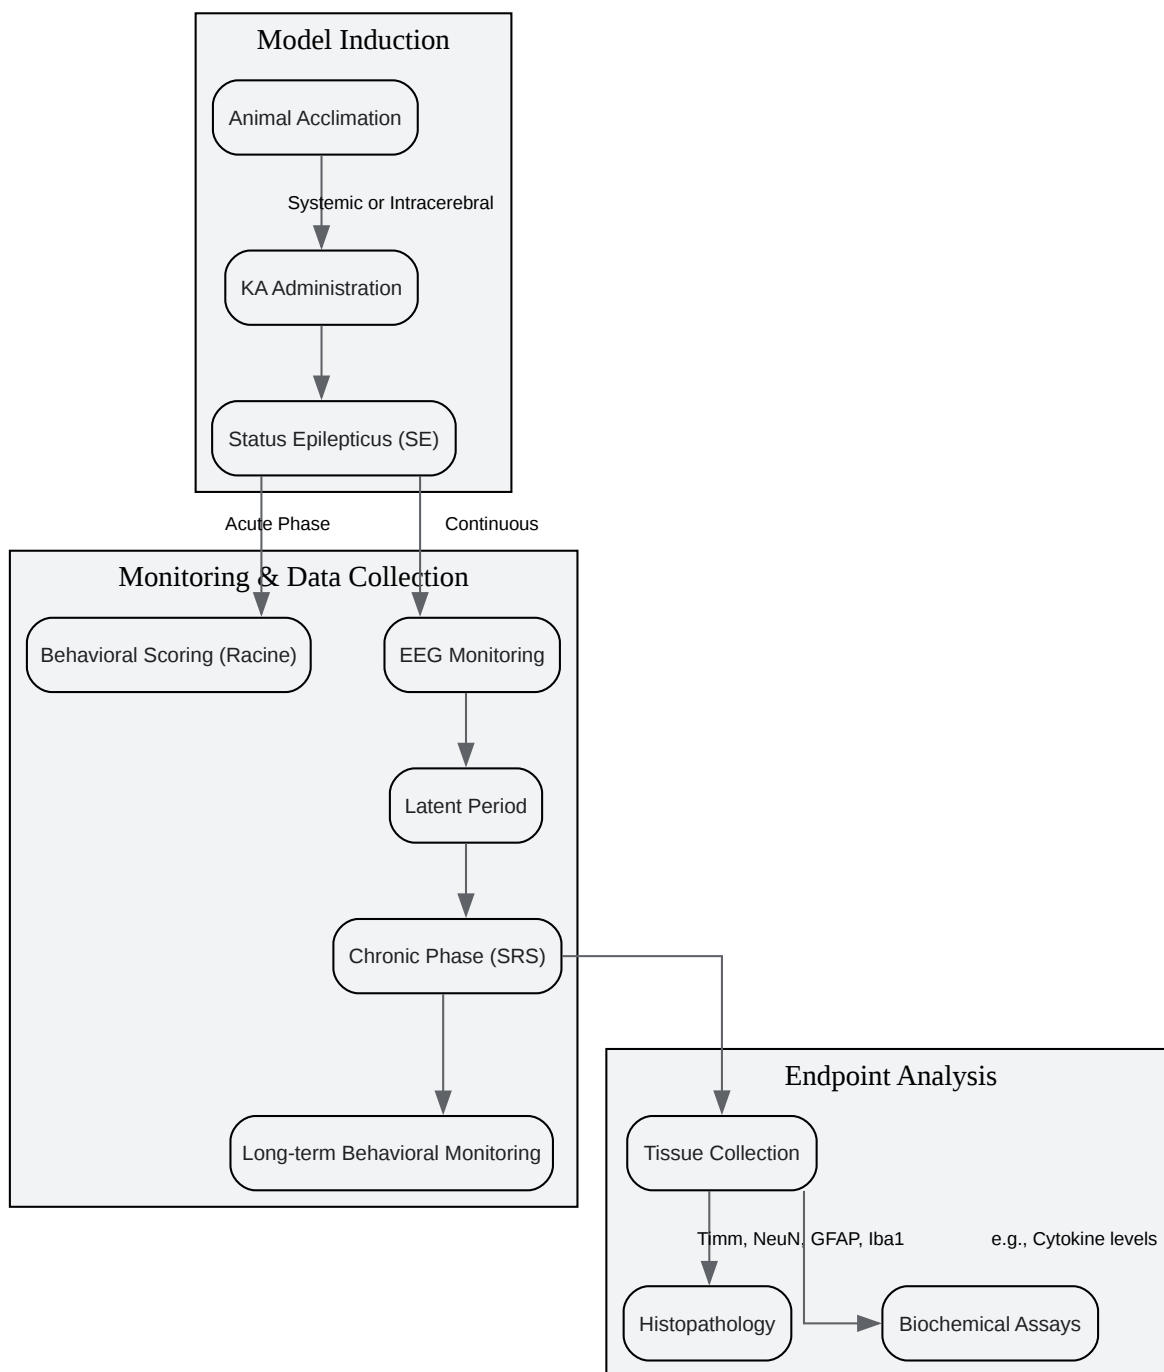 Model Induction
Animal Acclimation
Systemic or Intracerebral
KA Administration
Status Epilepticus (SE)
Acute Phase
Continuous
Monitoring & Data Collection
Behavioral Scoring (Racine)
EEG Monitoring
Latent Period
Chronic Phase (SRS)
Long-term Behavioral Monitoring
Endpoint Analysis
Tissue Collection
Timm, NeuN, GFAP, Iba1
e.g., Cytokine levels
Histopathology
Biochemical Assays